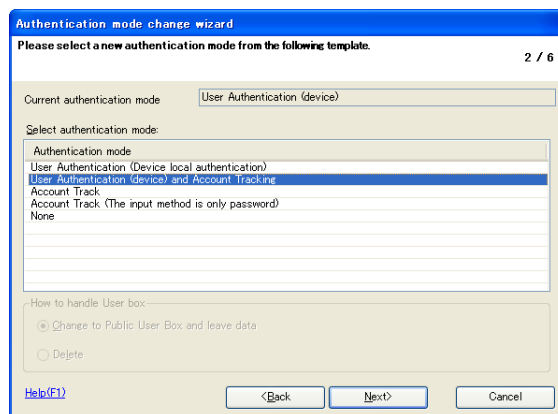 Authentication mode change wizard
Please select a new authentication mode from the following template.
2 / 6
Current authentication mode
User Authentication (device)
Select authentication mode:
Authentication mode
User Authentication (Device local authentication)
User Authentication (device) and Account Tracking
Account Track
Account Track (The input method is only password)
None
How to handle User box
Change to Public User Box and leave data
Delete
Help(F1)
<Back
Next>
Cancel